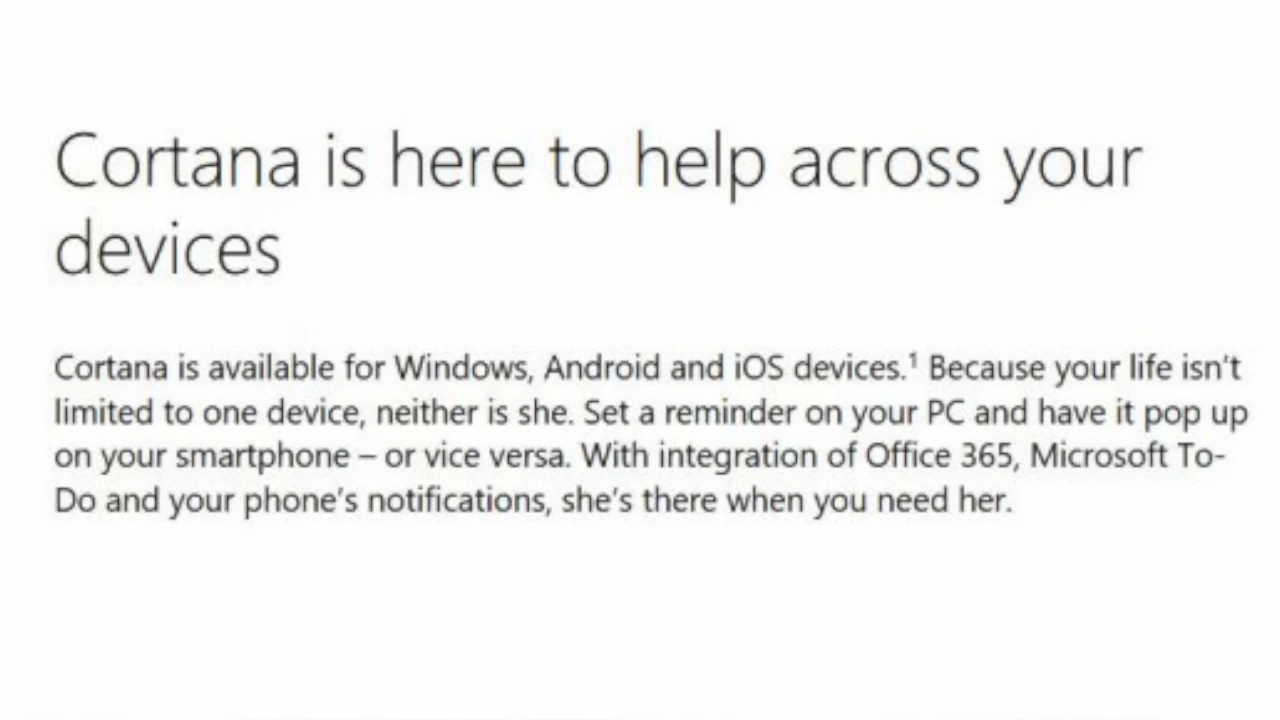 Cortana is here to help across your
devices
Cortana is available for Windows, Android and iOS devices.¹ Because your life isn't
limited to one device, neither is she. Set a reminder on your PC and have it pop up
on your smartphone – or vice versa. With integration of Office 365, Microsoft To-
Do and your phone's notifications, she's there when you need her.